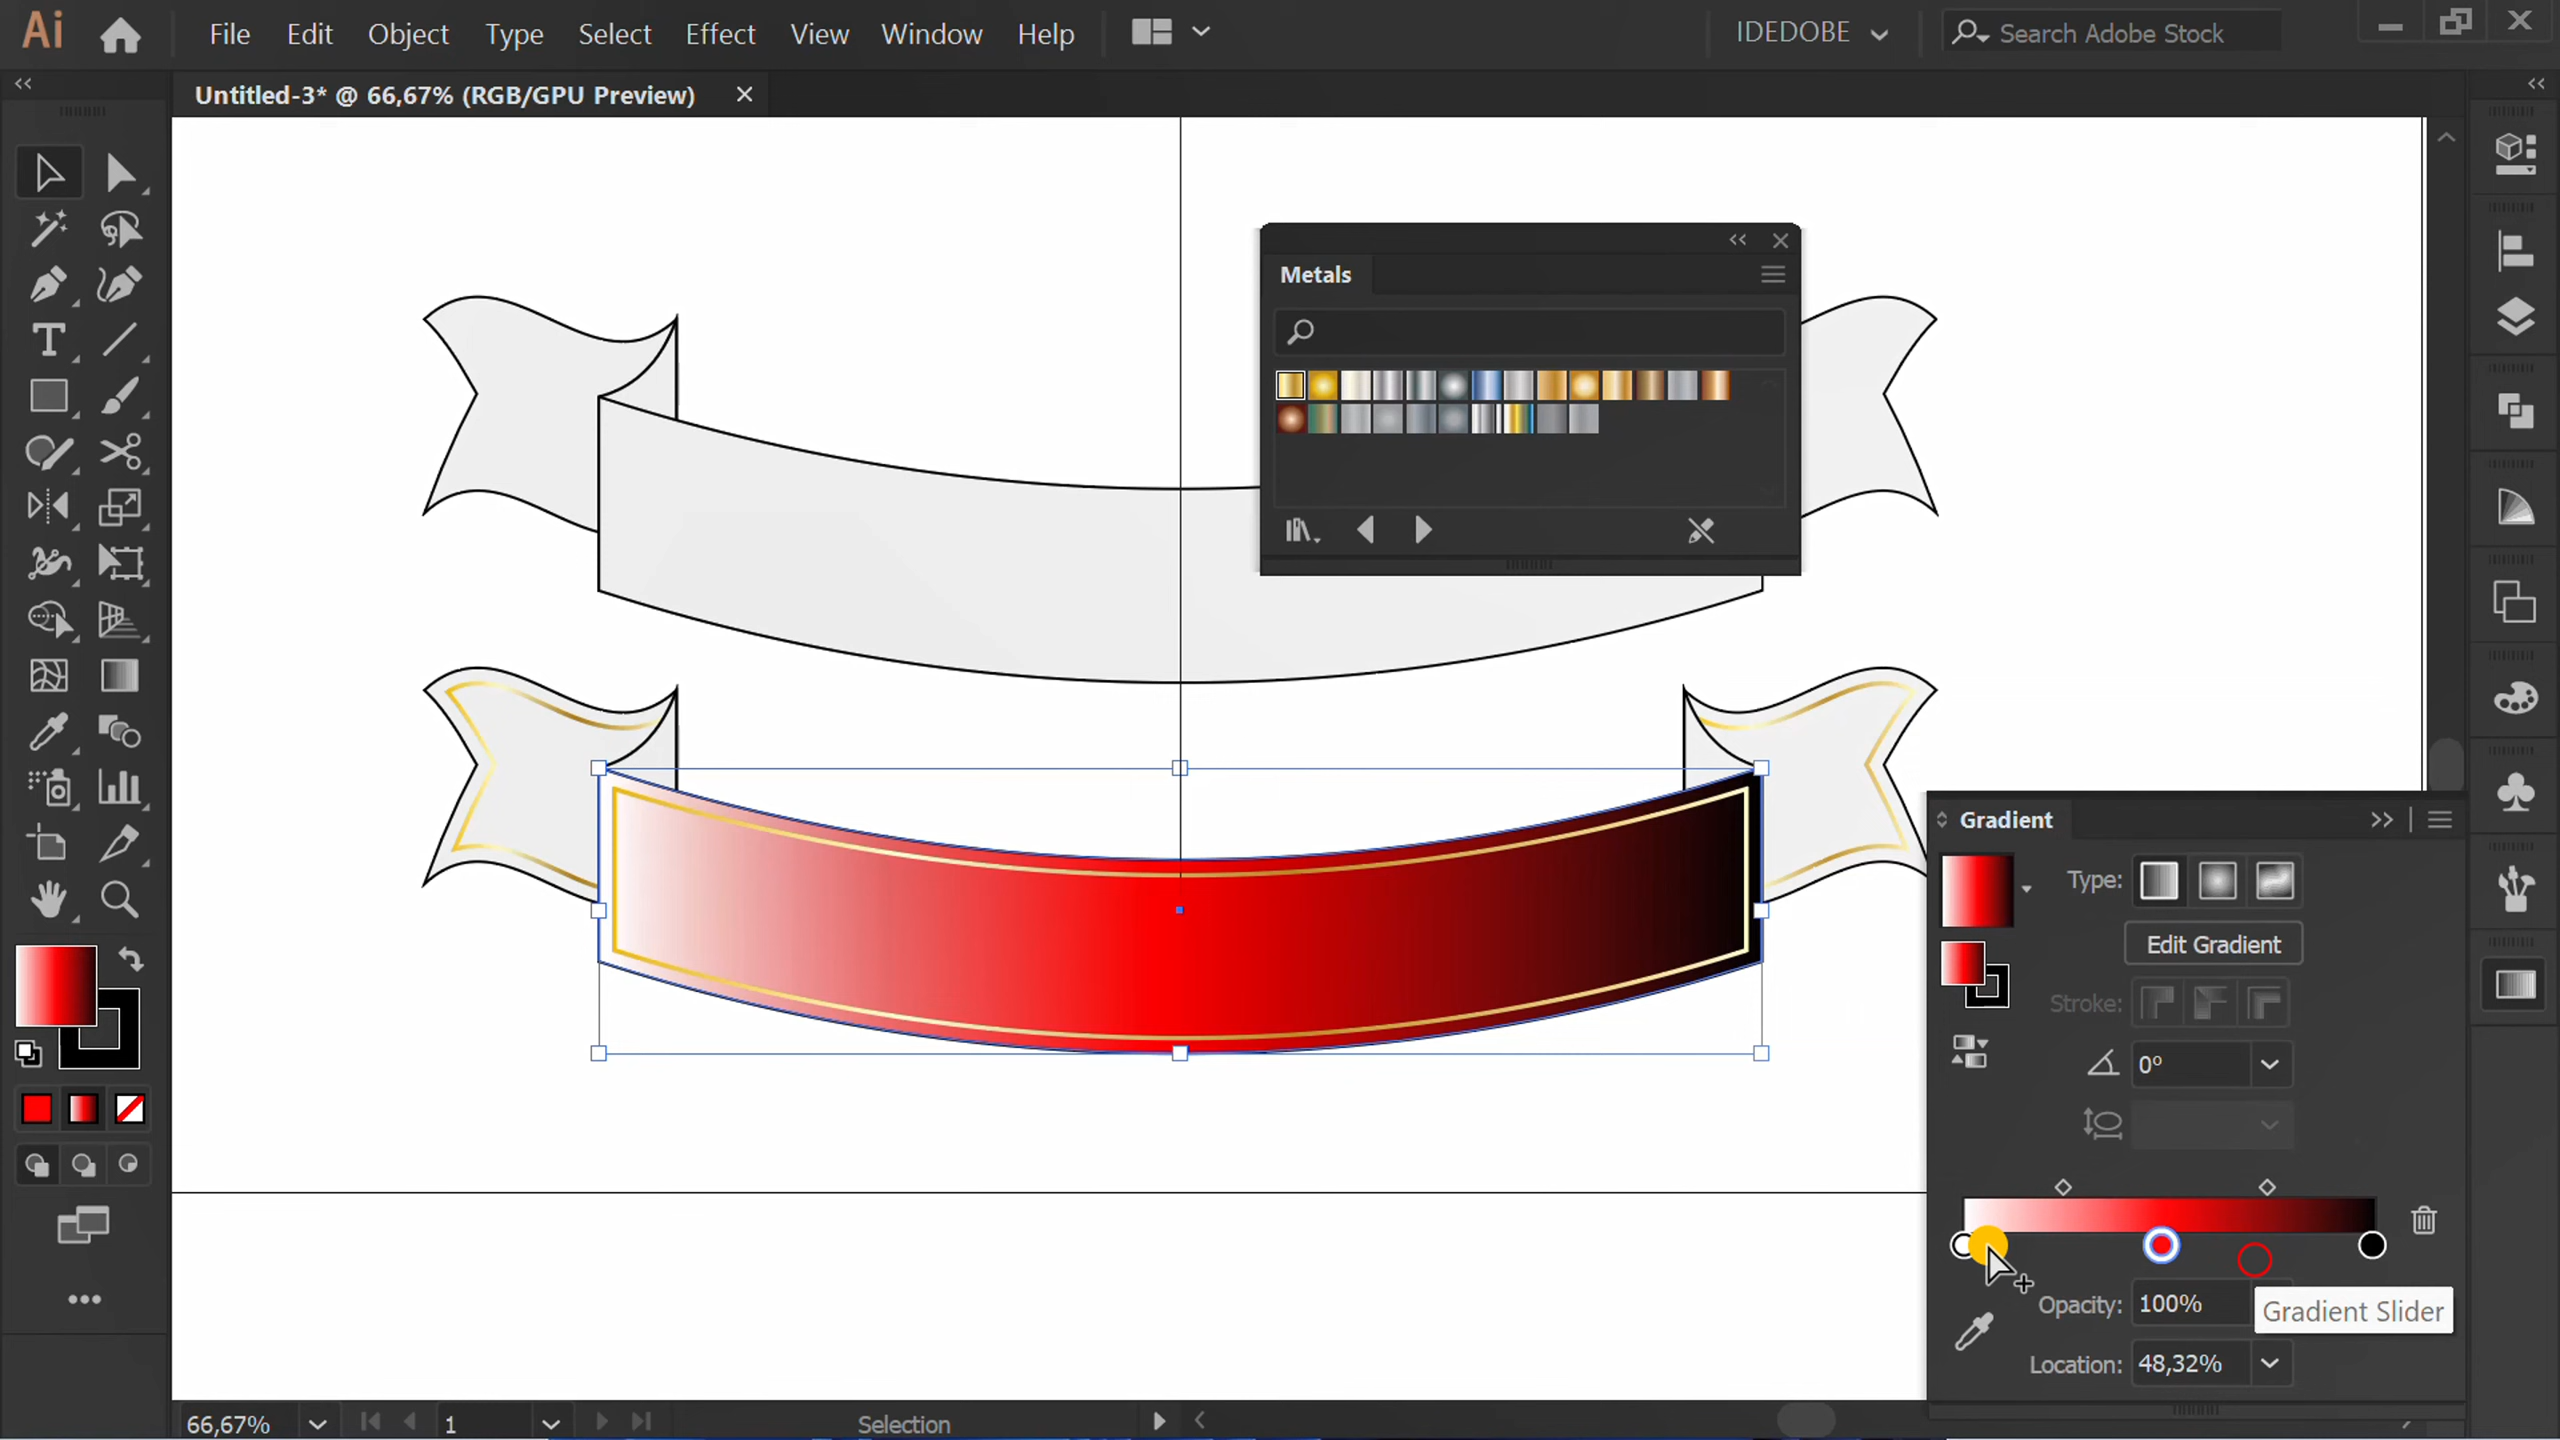 Ai File Edit Object Type Select Effect View Window Help IDEDOBE Search Adobe Stock
Untitled-3* @ 66,67% (RGB/GPU Preview)
Metals
Gradient
Type:
Edit Gradient
Stroke:
0°
Opacity: 100%
Gradient Slider
Location: 48,32%
66,67% 1 Selection